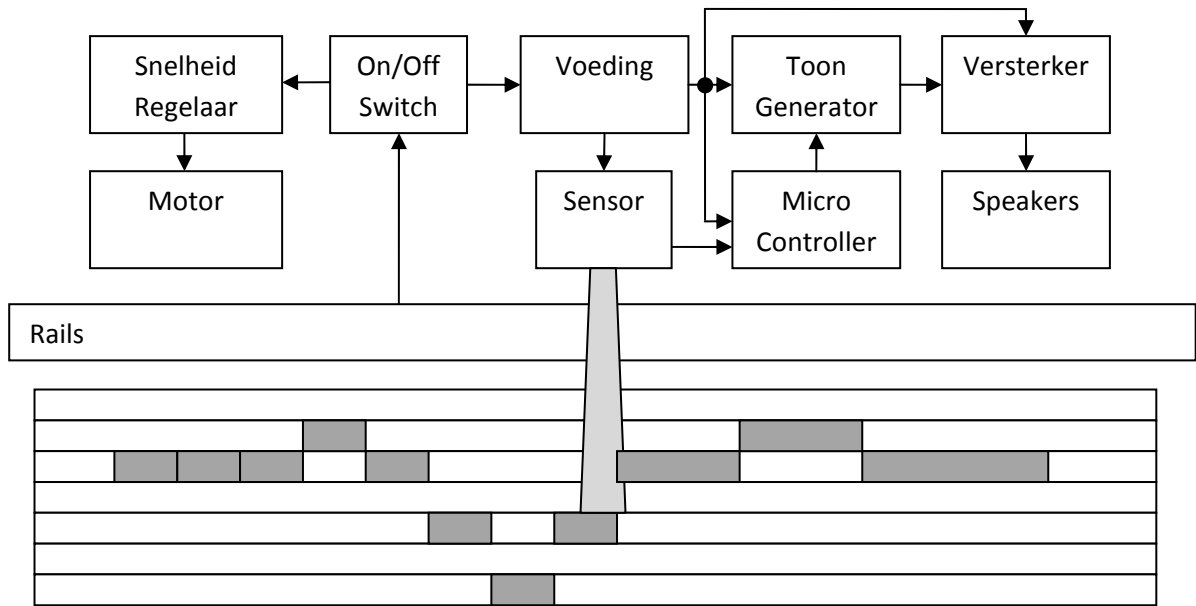 Snelheid
Regelaar
On/Off
Switch
Voeding
Toon
Generator
Versterker
Motor
Sensor
Micro
Controller
Speakers
Rails